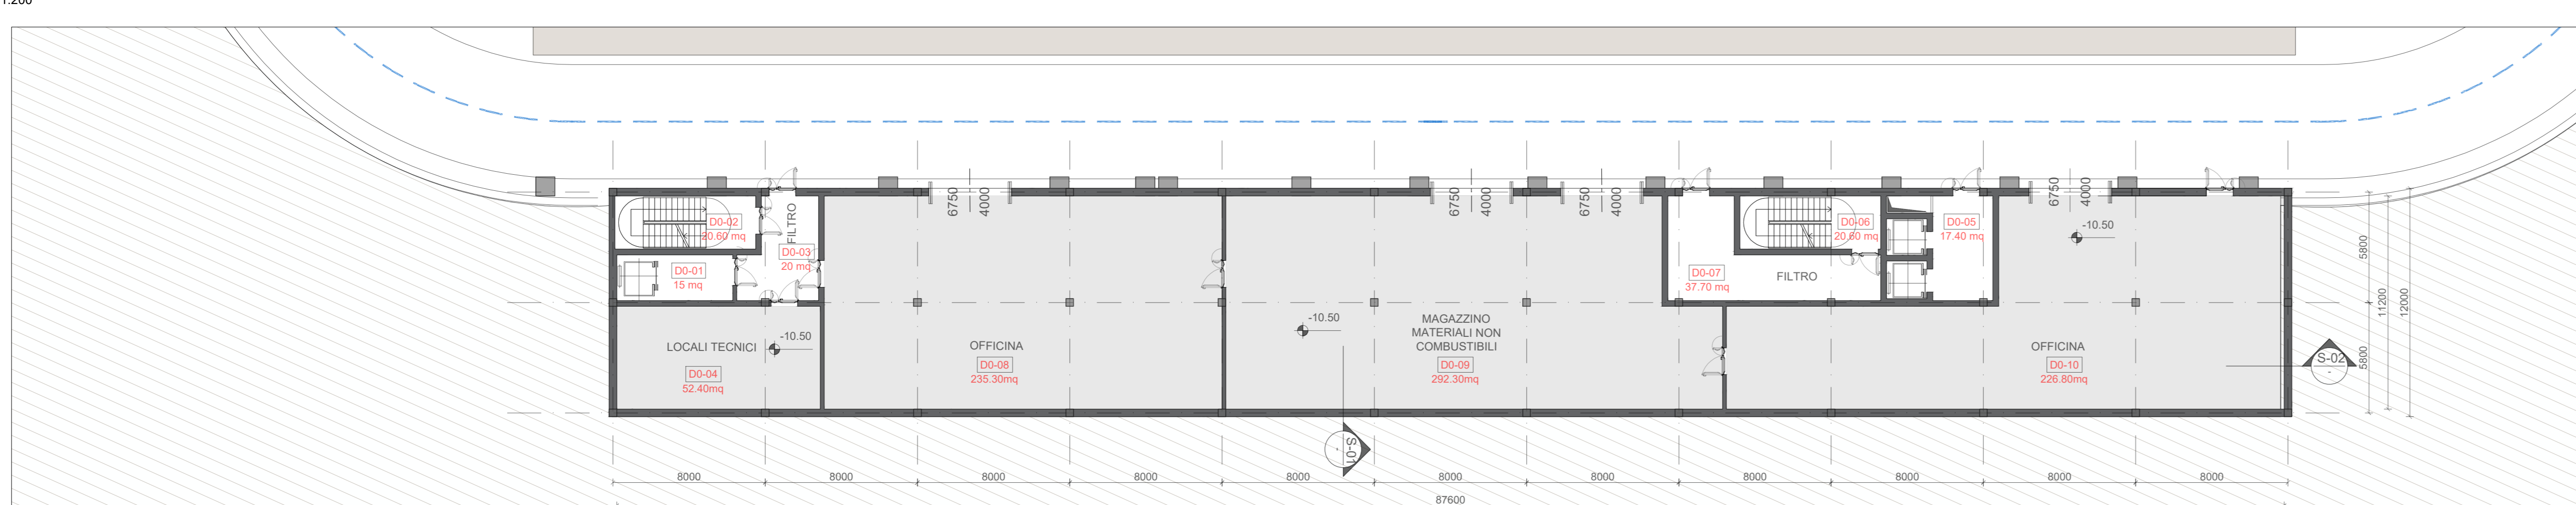 1:200
D0-02
20.60 mq
FILTRO
D0-03
20 mq
D0-01
15 mq
LOCALI TECNICI
-10.50
D0-04
52.40mq
6750
4000
OFFICINA
D0-08
235.30mq
-10.50
6750
4000
6750
4000
MAGAZZINO
MATERIALI NON
COMBUSTIBILI
D0-09
292.30mq
D0-06
20.60 mq
D0-07
37.70 mq
FILTRO
D0-05
17.40 mq
6750
4000
-10.50
OFFICINA
D0-10
226.80mq
5800
5800
11200
12000
S-02
-
S-01
-
8000
8000
8000
8000
8000
8000
8000
8000
8000
8000
8000
87600